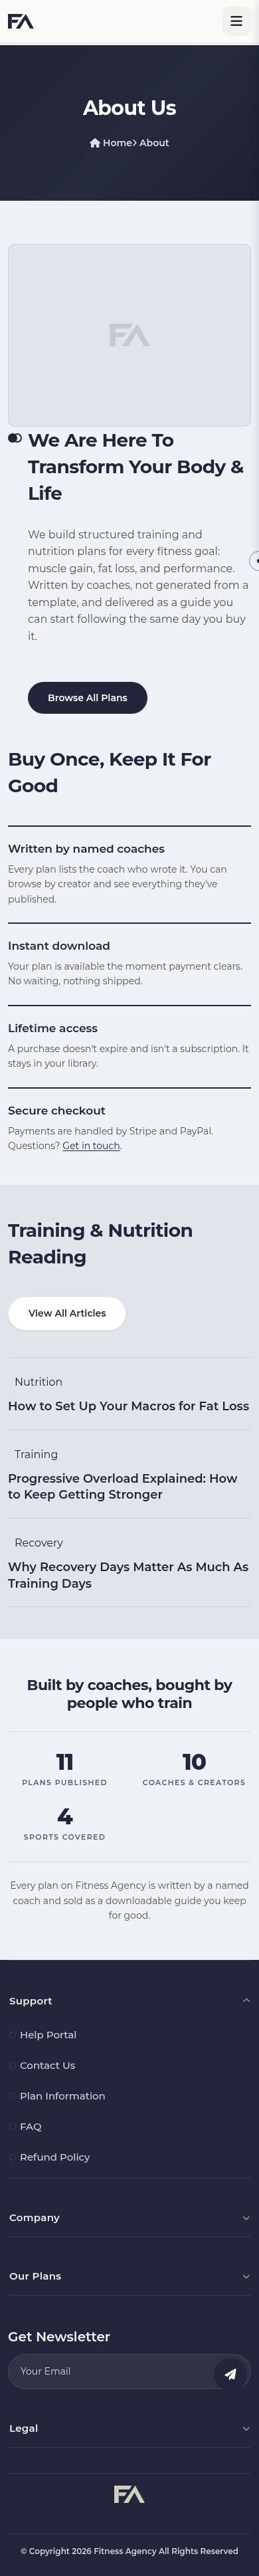 FA
About Us
Home > About
FA
We Are Here To
Transform Your Body &
Life
We build structured training and
nutrition plans for every fitness goal:
muscle gain, fat loss, and performance.
Written by coaches, not generated from a
template, and delivered as a guide you
can start following the same day you buy
it.
Browse All Plans
Buy Once, Keep It For
Good
Written by named coaches
Every plan lists the coach who wrote it. You can
browse by creator and see everything they've
published.
Instant download
Your plan is available the moment payment clears.
No waiting, nothing shipped.
Lifetime access
A purchase doesn't expire and isn't a subscription. It
stays in your library.
Secure checkout
Payments are handled by Stripe and PayPal.
Questions? Get in touch.
Training & Nutrition
Reading
View All Articles
Nutrition
How to Set Up Your Macros for Fat Loss
Training
Progressive Overload Explained: How
to Keep Getting Stronger
Recovery
Why Recovery Days Matter As Much As
Training Days
Built by coaches, bought by
people who train
11
PLANS PUBLISHED
10
COACHES & CREATORS
4
SPORTS COVERED
Every plan on Fitness Agency is written by a named
coach and sold as a downloadable guide you keep
for good.
Support
Help Portal
Contact Us
Plan Information
FAQ
Refund Policy
Company
Our Plans
Get Newsletter
Your Email
Legal
FA
© Copyright 2026 Fitness Agency All Rights Reserved